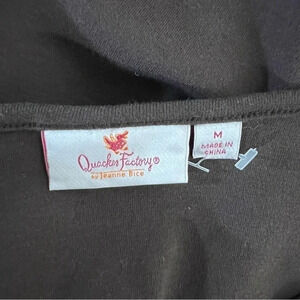 Quacker Factory®
by Jeanne Bice
M
MADE IN
CHINA